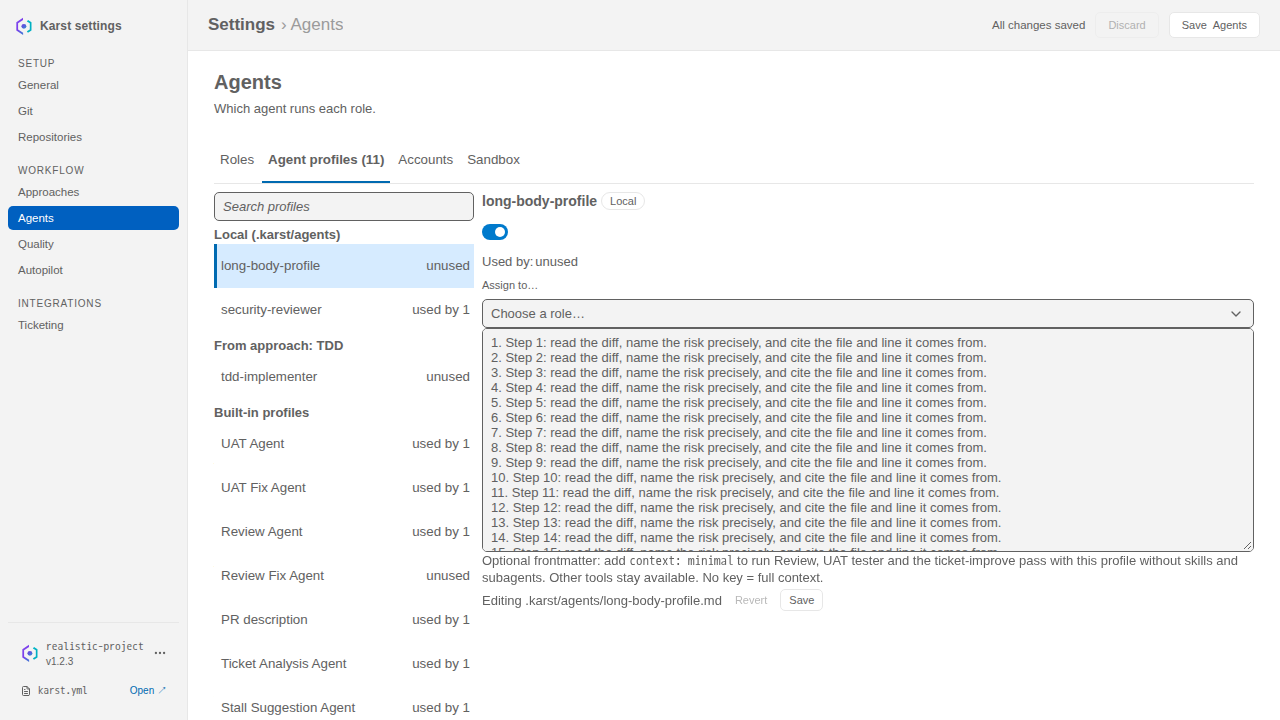 Karst settings
SETUP
General
Git
Repositories
WORKFLOW
Approaches
Agents
Quality
Autopilot
INTEGRATIONS
Ticketing
realistic-project
v1.2.3
karst.yml
Open ↗
Settings › Agents
All changes saved
Discard
Save Agents
Agents
Which agent runs each role.
Roles
Agent profiles (11)
Accounts
Sandbox
Search profiles
Local (.karst/agents)
long-body-profile unused
security-reviewer used by 1
From approach: TDD
tdd-implementer unused
Built-in profiles
UAT Agent used by 1
UAT Fix Agent used by 1
Review Agent used by 1
Review Fix Agent unused
PR description used by 1
Ticket Analysis Agent used by 1
Stall Suggestion Agent used by 1
long-body-profile Local
Used by: unused
Assign to…
Choose a role…
1. Step 1: read the diff, name the risk precisely, and cite the file and line it comes from.
2. Step 2: read the diff, name the risk precisely, and cite the file and line it comes from.
3. Step 3: read the diff, name the risk precisely, and cite the file and line it comes from.
4. Step 4: read the diff, name the risk precisely, and cite the file and line it comes from.
5. Step 5: read the diff, name the risk precisely, and cite the file and line it comes from.
6. Step 6: read the diff, name the risk precisely, and cite the file and line it comes from.
7. Step 7: read the diff, name the risk precisely, and cite the file and line it comes from.
8. Step 8: read the diff, name the risk precisely, and cite the file and line it comes from.
9. Step 9: read the diff, name the risk precisely, and cite the file and line it comes from.
10. Step 10: read the diff, name the risk precisely, and cite the file and line it comes from.
11. Step 11: read the diff, name the risk precisely, and cite the file and line it comes from.
12. Step 12: read the diff, name the risk precisely, and cite the file and line it comes from.
13. Step 13: read the diff, name the risk precisely, and cite the file and line it comes from.
14. Step 14: read the diff, name the risk precisely, and cite the file and line it comes from.
15. Step 15: read the diff, name the risk precisely, and cite the file and line it comes from.
Optional frontmatter: add context: minimal to run Review, UAT tester and the ticket-improve pass with this profile without skills and
subagents. Other tools stay available. No key = full context.
Editing .karst/agents/long-body-profile.md
Revert
Save